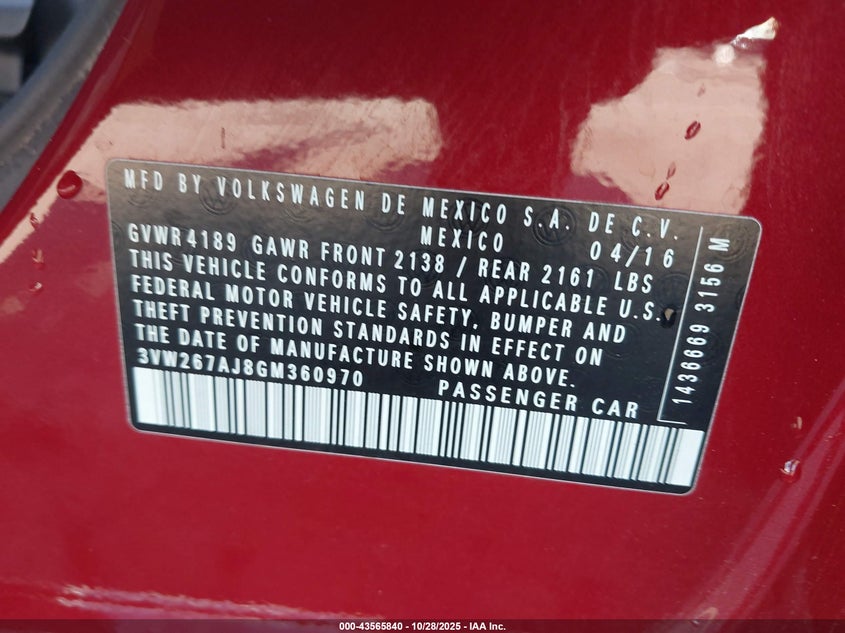 MFD BY VOLKSWAGEN DE MEXICO S.A. DE C.V.
MEXICO 04/16
GVWR 4189 GAWR FRONT 2138 / REAR 2161 LBS
THIS VEHICLE CONFORMS TO ALL APPLICABLE U.S.
FEDERAL MOTOR VEHICLE SAFETY, BUMPER AND
THEFT PREVENTION STANDARDS IN EFFECT ON
THE DATE OF MANUFACTURE SHOWN ABOVE.
3VW267AJ8GM360970
PASSENGER CAR
1436669 3156 M
000-43565840 - 10/28/2025 - IAA Inc.